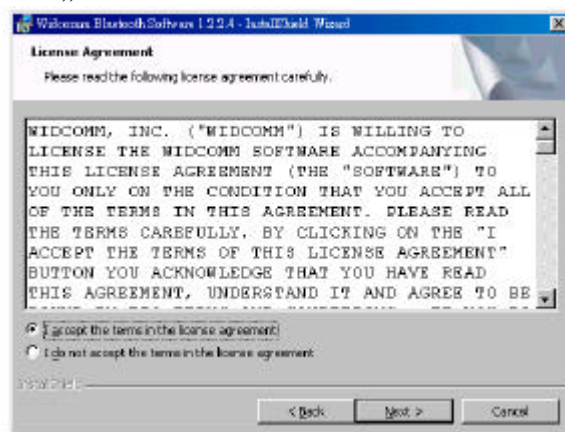 Widcomm Bluetooth Software 1.2.2.4 - InstallShield Wizard
License Agreement
Please read the following license agreement carefully.
WIDCOMM, INC. ("WIDCOMM") IS WILLING TO
LICENSE THE WIDCOMM SOFTWARE ACCOMPANYING
THIS LICENSE AGREEMENT (THE "SOFTWARE") TO
YOU ONLY ON THE CONDITION THAT YOU ACCEPT ALL
OF THE TERMS IN THIS AGREEMENT. PLEASE READ
THE TERMS CAREFULLY. BY CLICKING ON THE "I
ACCEPT THE TERMS OF THIS LICENSE AGREEMENT"
BUTTON YOU ACKNOWLEDGE THAT YOU HAVE READ
THIS AGREEMENT, UNDERSTAND IT AND AGREE TO BE
I accept the terms in the license agreement
I do not accept the terms in the license agreement
InstallShield
< Back
Next >
Cancel